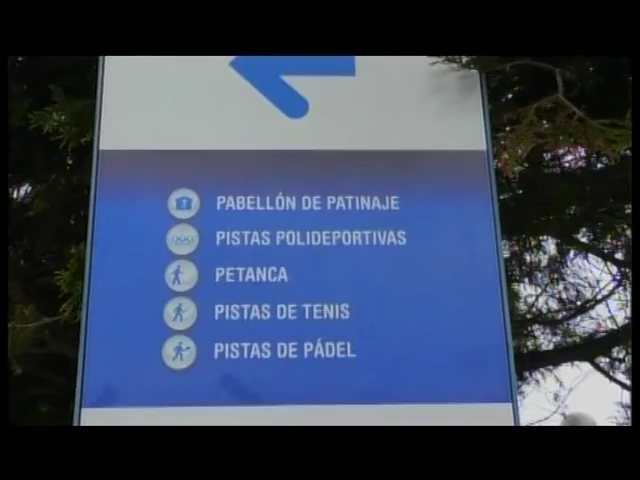 PABELLÓN DE PATINAJE
PISTAS POLIDEPORTIVAS
PETANCA
PISTAS DE TENIS
PISTAS DE PÁDEL